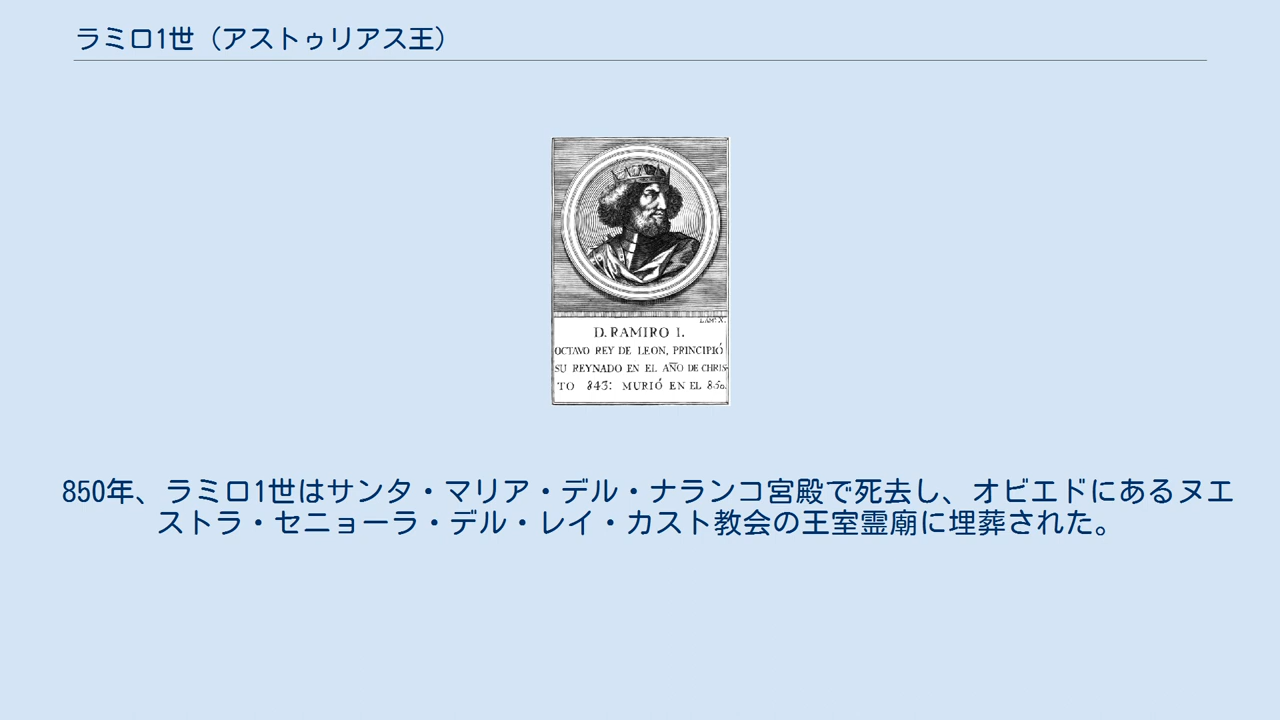 ラミロ1世（アストゥリアス王）
D. RAMIRO I.
OCTAVO REY DE LEON, PRINCIPIÓ
SU REYNADO EN EL AÑO DE CHRIS-
TO 843: MURIÓ EN EL 850.
850年、ラミロ1世はサンタ・マリア・デル・ナランコ宮殿で死去し、オビエドにあるヌエ
ストラ・セニョーラ・デル・レイ・カスト教会の王室霊廟に埋葬された。